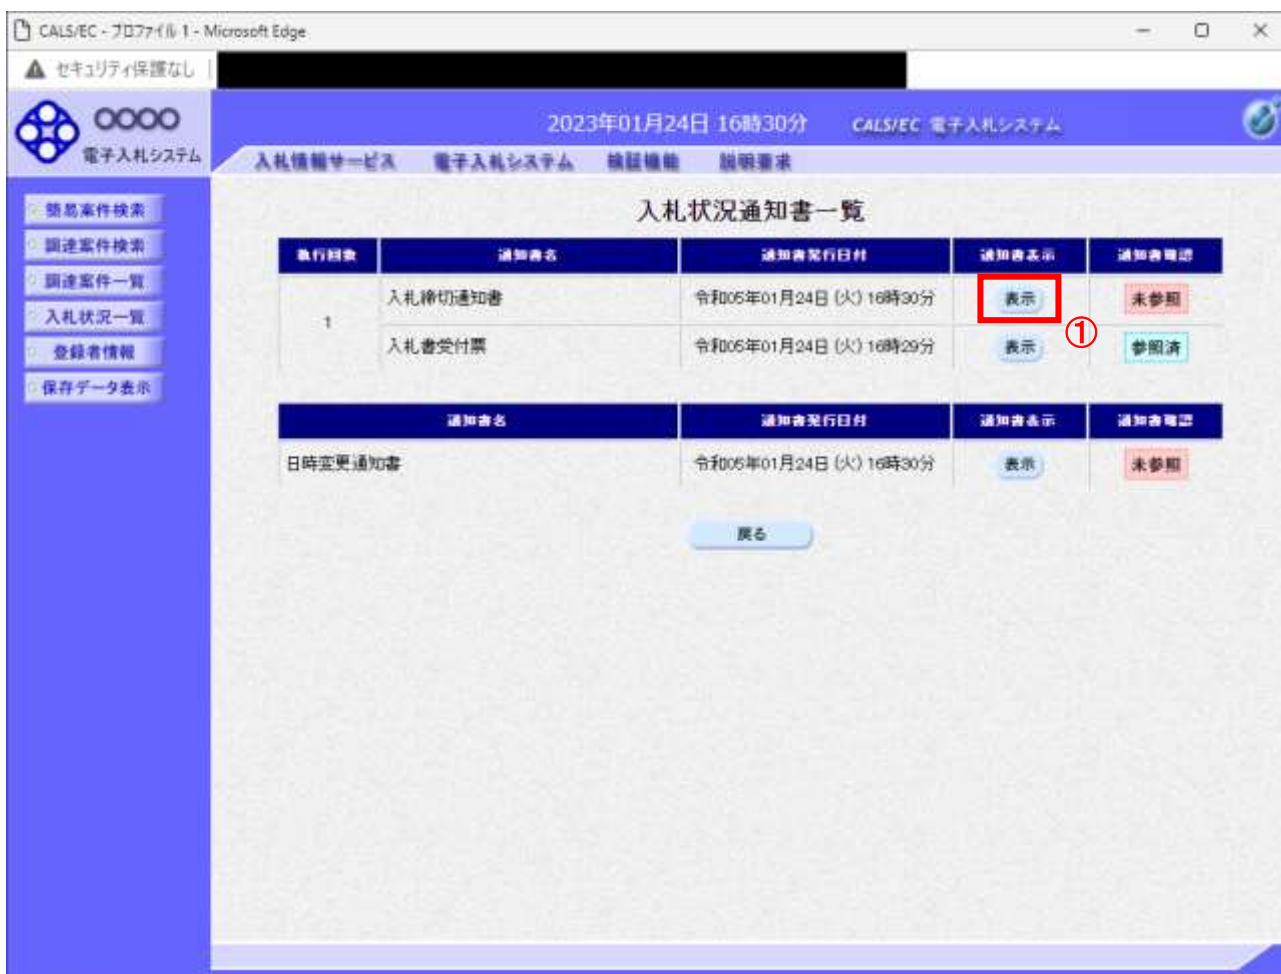 CALS/EC - プロファイル 1 - Microsoft Edge
セキュリティ保護なし
OOOO
電子入札システム
2023年01月24日 16時30分 CALS/EC 電子入札システム
入札情報サービス 電子入札システム 検証機能 説明要求
簡易案件検索
調達案件検索
調達案件一覧
入札状況一覧
登録者情報
保存データ表示
入札状況通知書一覧
執行回数 通知書名 通知書発行日付 通知書表示 通知書確認
1 入札締切通知書 令和05年01月24日 (火) 16時30分 表示 未参照
①
入札書受付票 令和05年01月24日 (火) 16時29分 表示 参照済
通知書名 通知書発行日付 通知書表示 通知書確認
日時変更通知書 令和05年01月24日 (火) 16時30分 表示 未参照
戻る